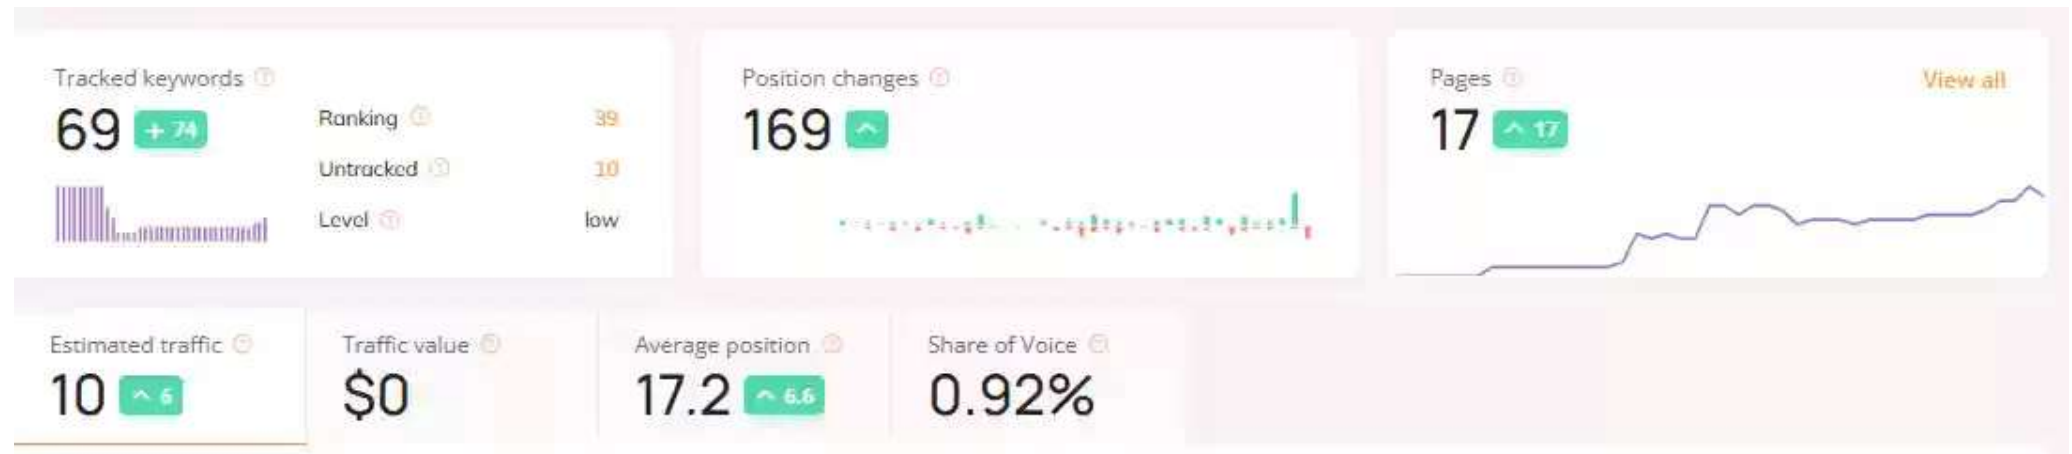 Tracked keywords
69 + 74
Ranking 39
Untracked 10
Level low
Position changes
169
Pages View all
17 17
Estimated traffic
10 6
Traffic value
$0
Average position
17.2 6.6
Share of Voice
0.92%